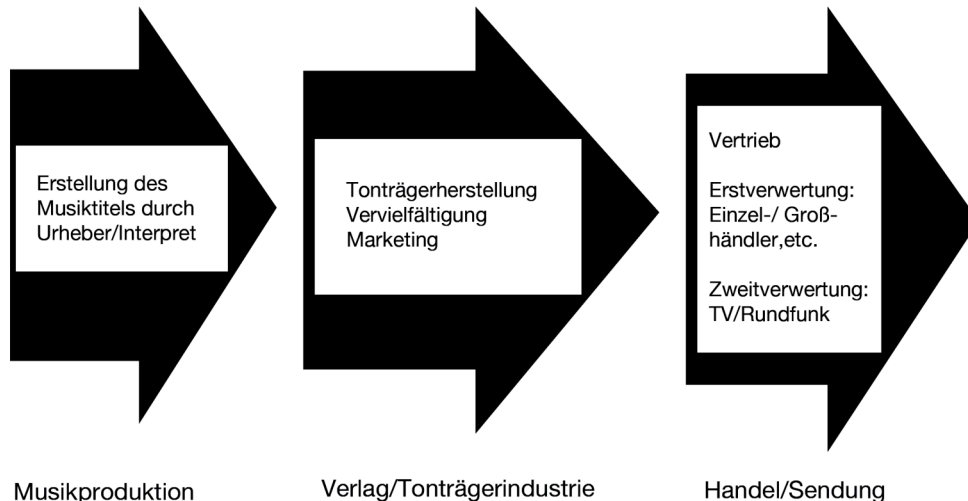 Erstellung des
Musiktitels durch
Urheber/Interpret
Musikproduktion
Tonträgerherstellung
Vervielfältigung
Marketing
Verlag/Tonträgerindustrie
Vertrieb
Erstverwertung:
Einzel-/ Groß-
händler,etc.
Zweitverwertung:
TV/Rundfunk
Handel/Sendung